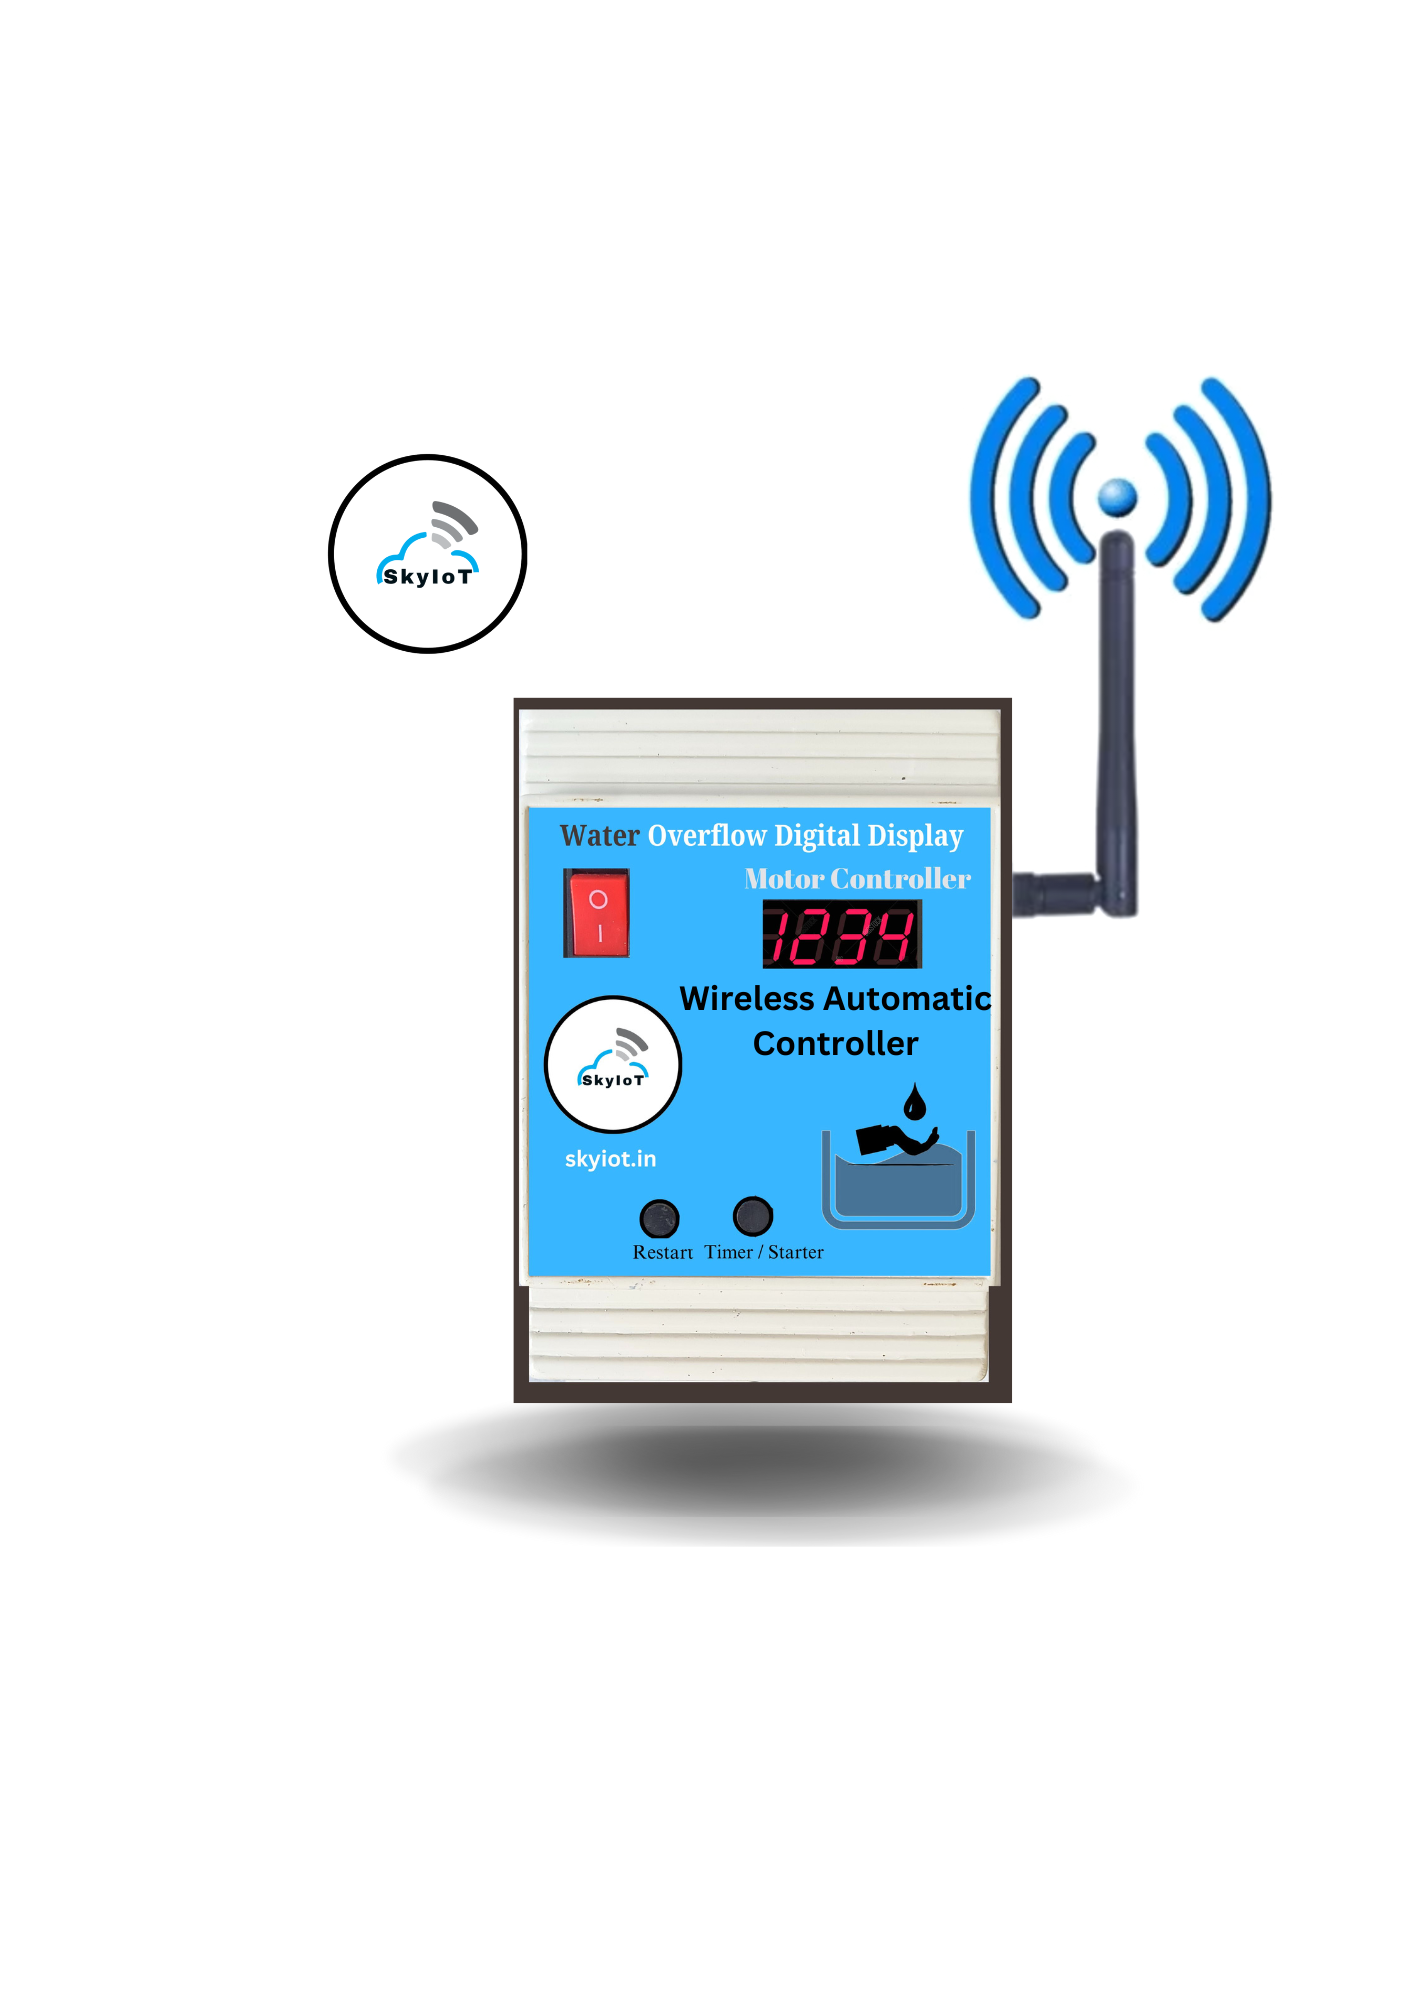 SkyIoT
Water Overflow Digital Display
Motor Controller
O
I
1234
Wireless Automatic
Controller
SkyIoT
skyiot.in
Restart Timer / Starter